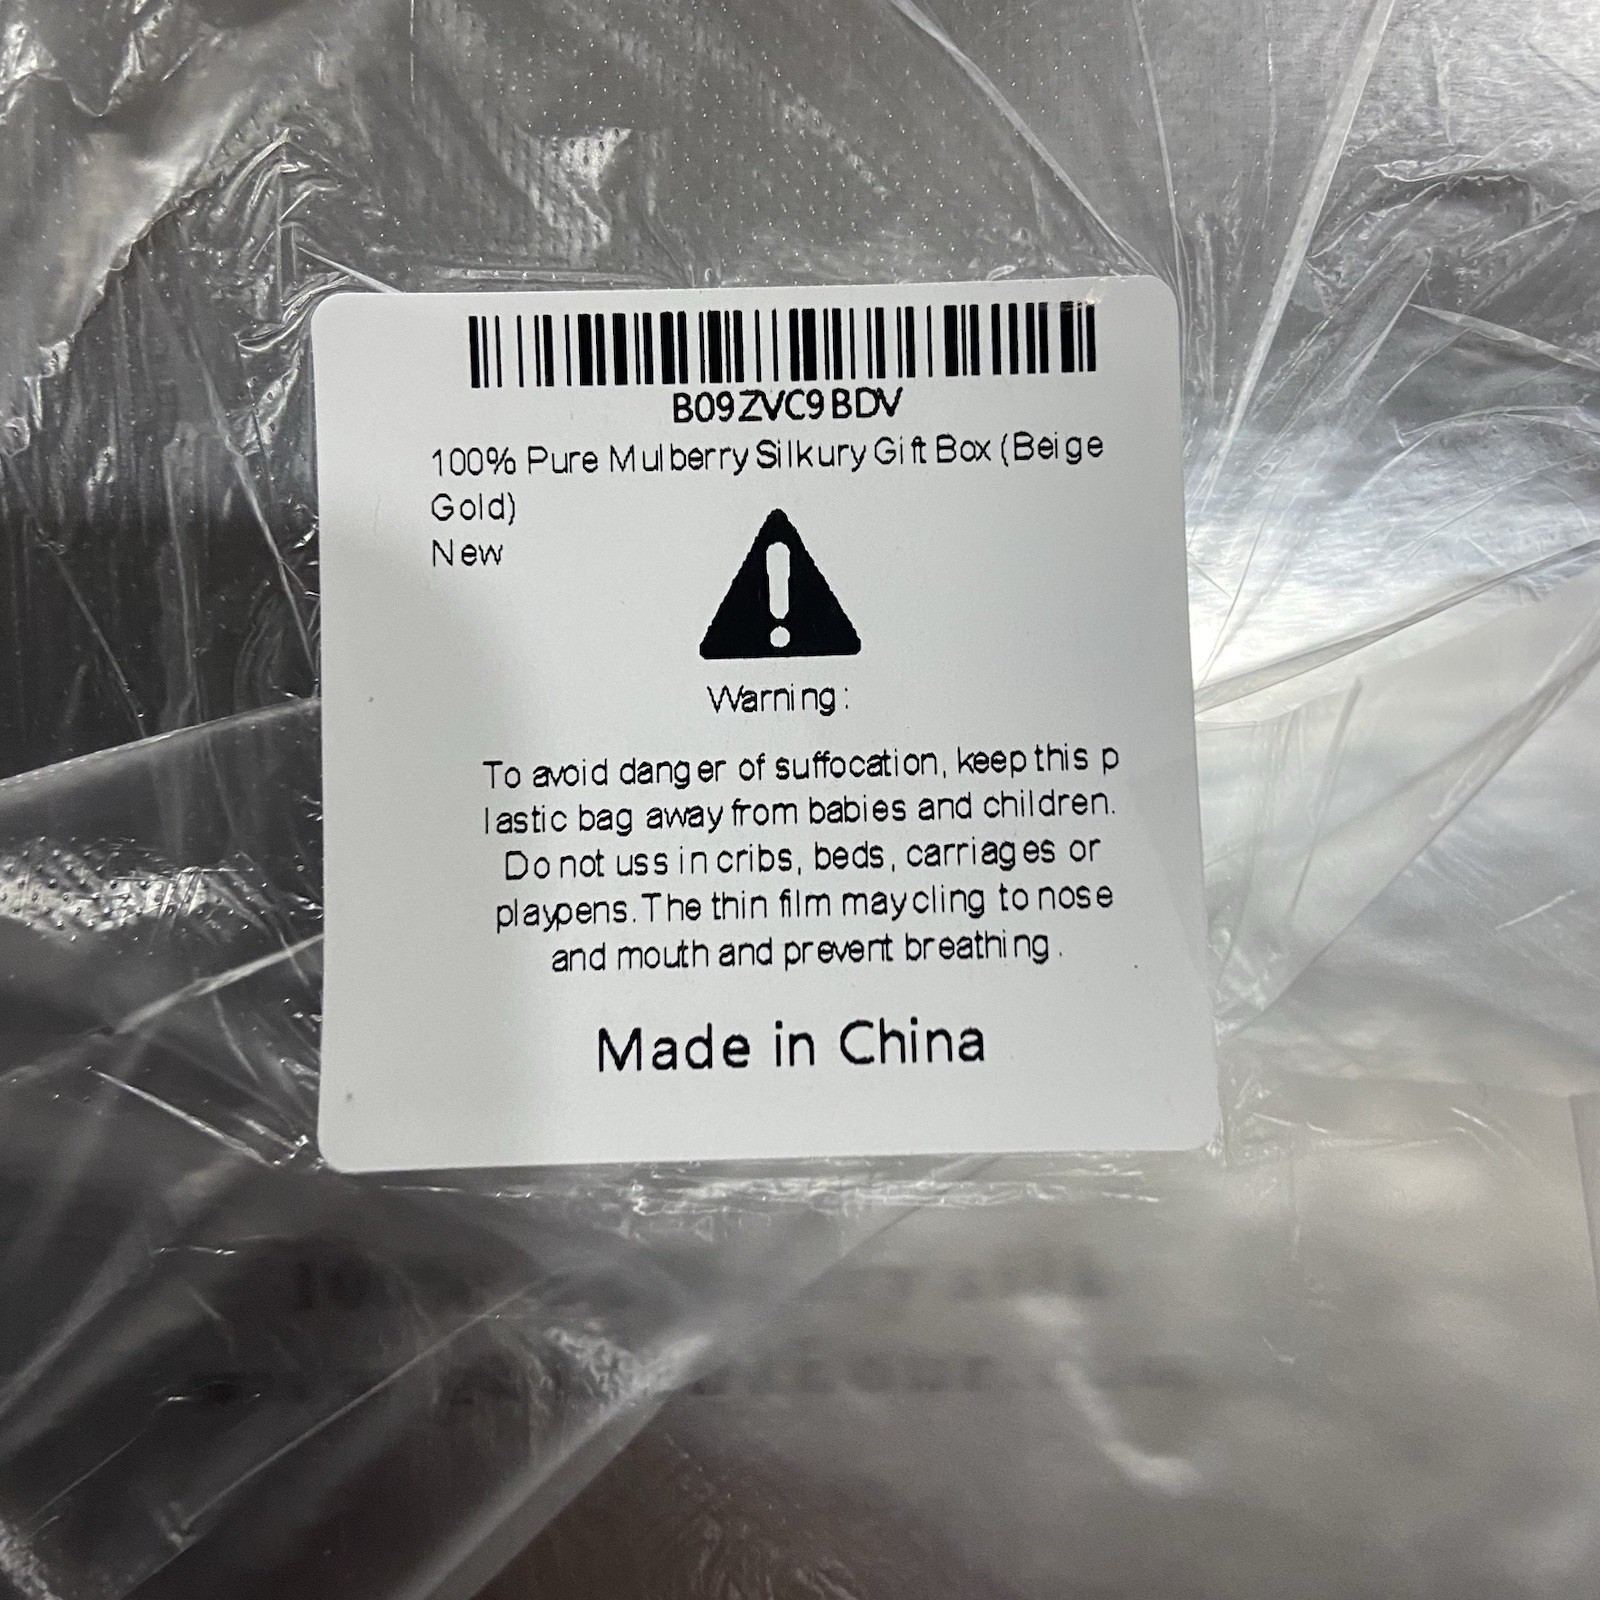 B09ZVC9BDV
100% Pure Mulberry Silkury Gift Box (Beige
Gold)
New
Warning:
To avoid danger of suffocation, keep this p
lastic bag away from babies and children.
Do not uss in cribs, beds, carriages or
playpens. The thin film may cling to nose
and mouth and prevent breathing.
Made in China